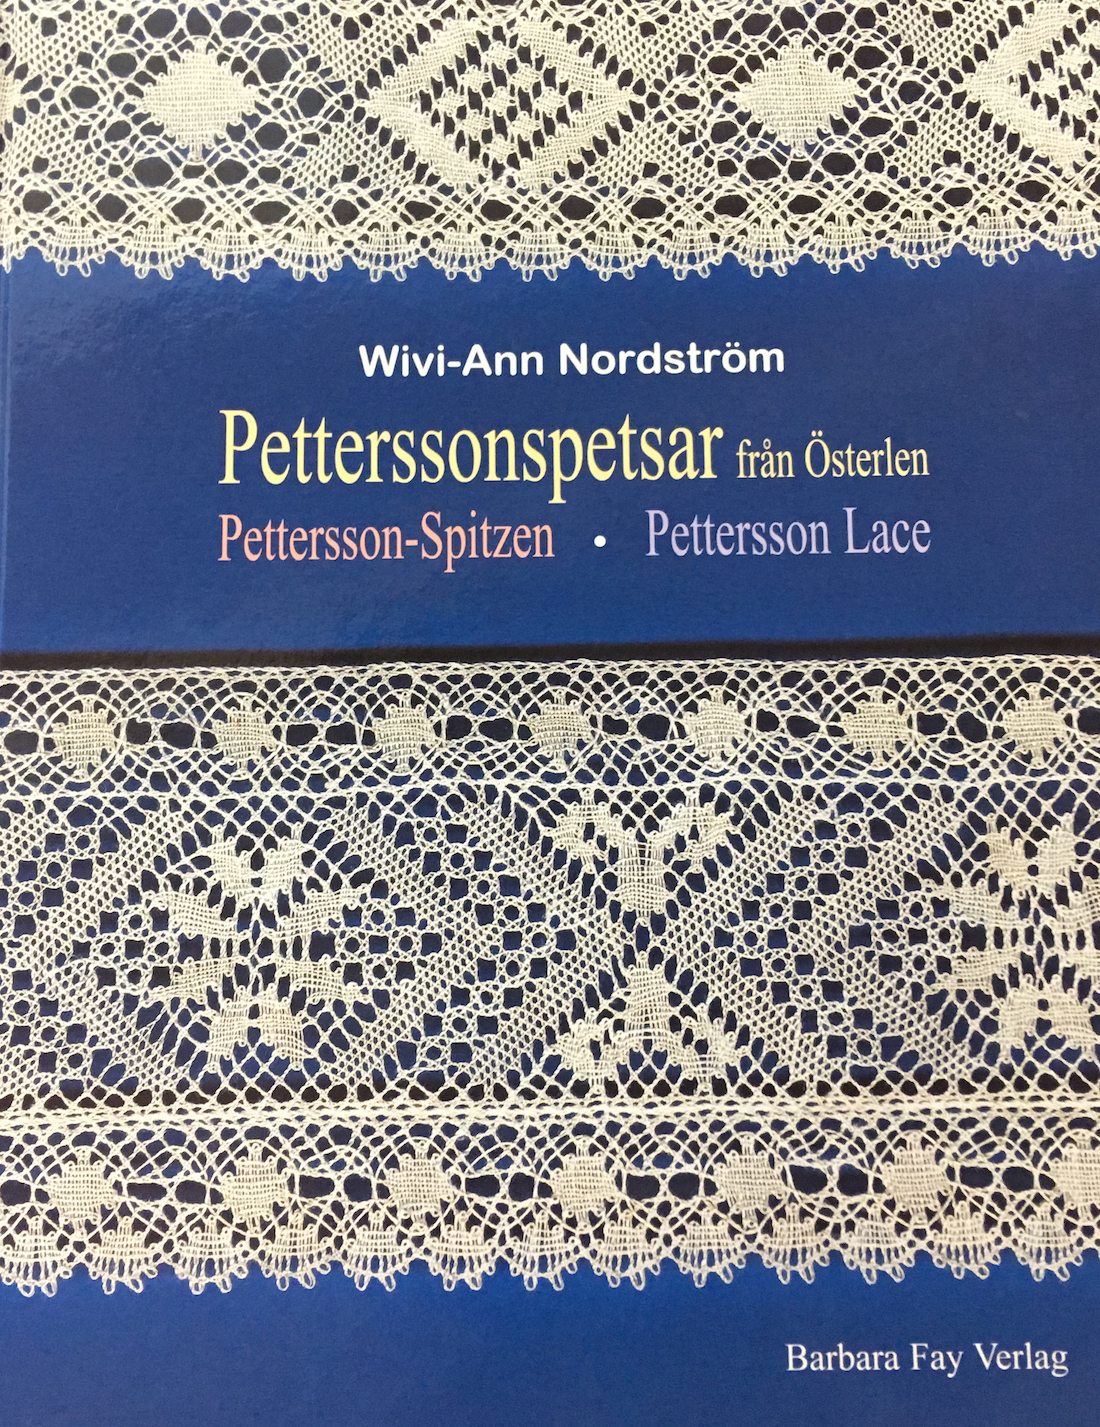 Wivi-Ann Nordström
Petterssonspetsar från Österlen
Pettersson-Spitzen • Pettersson Lace
Barbara Fay Verlag